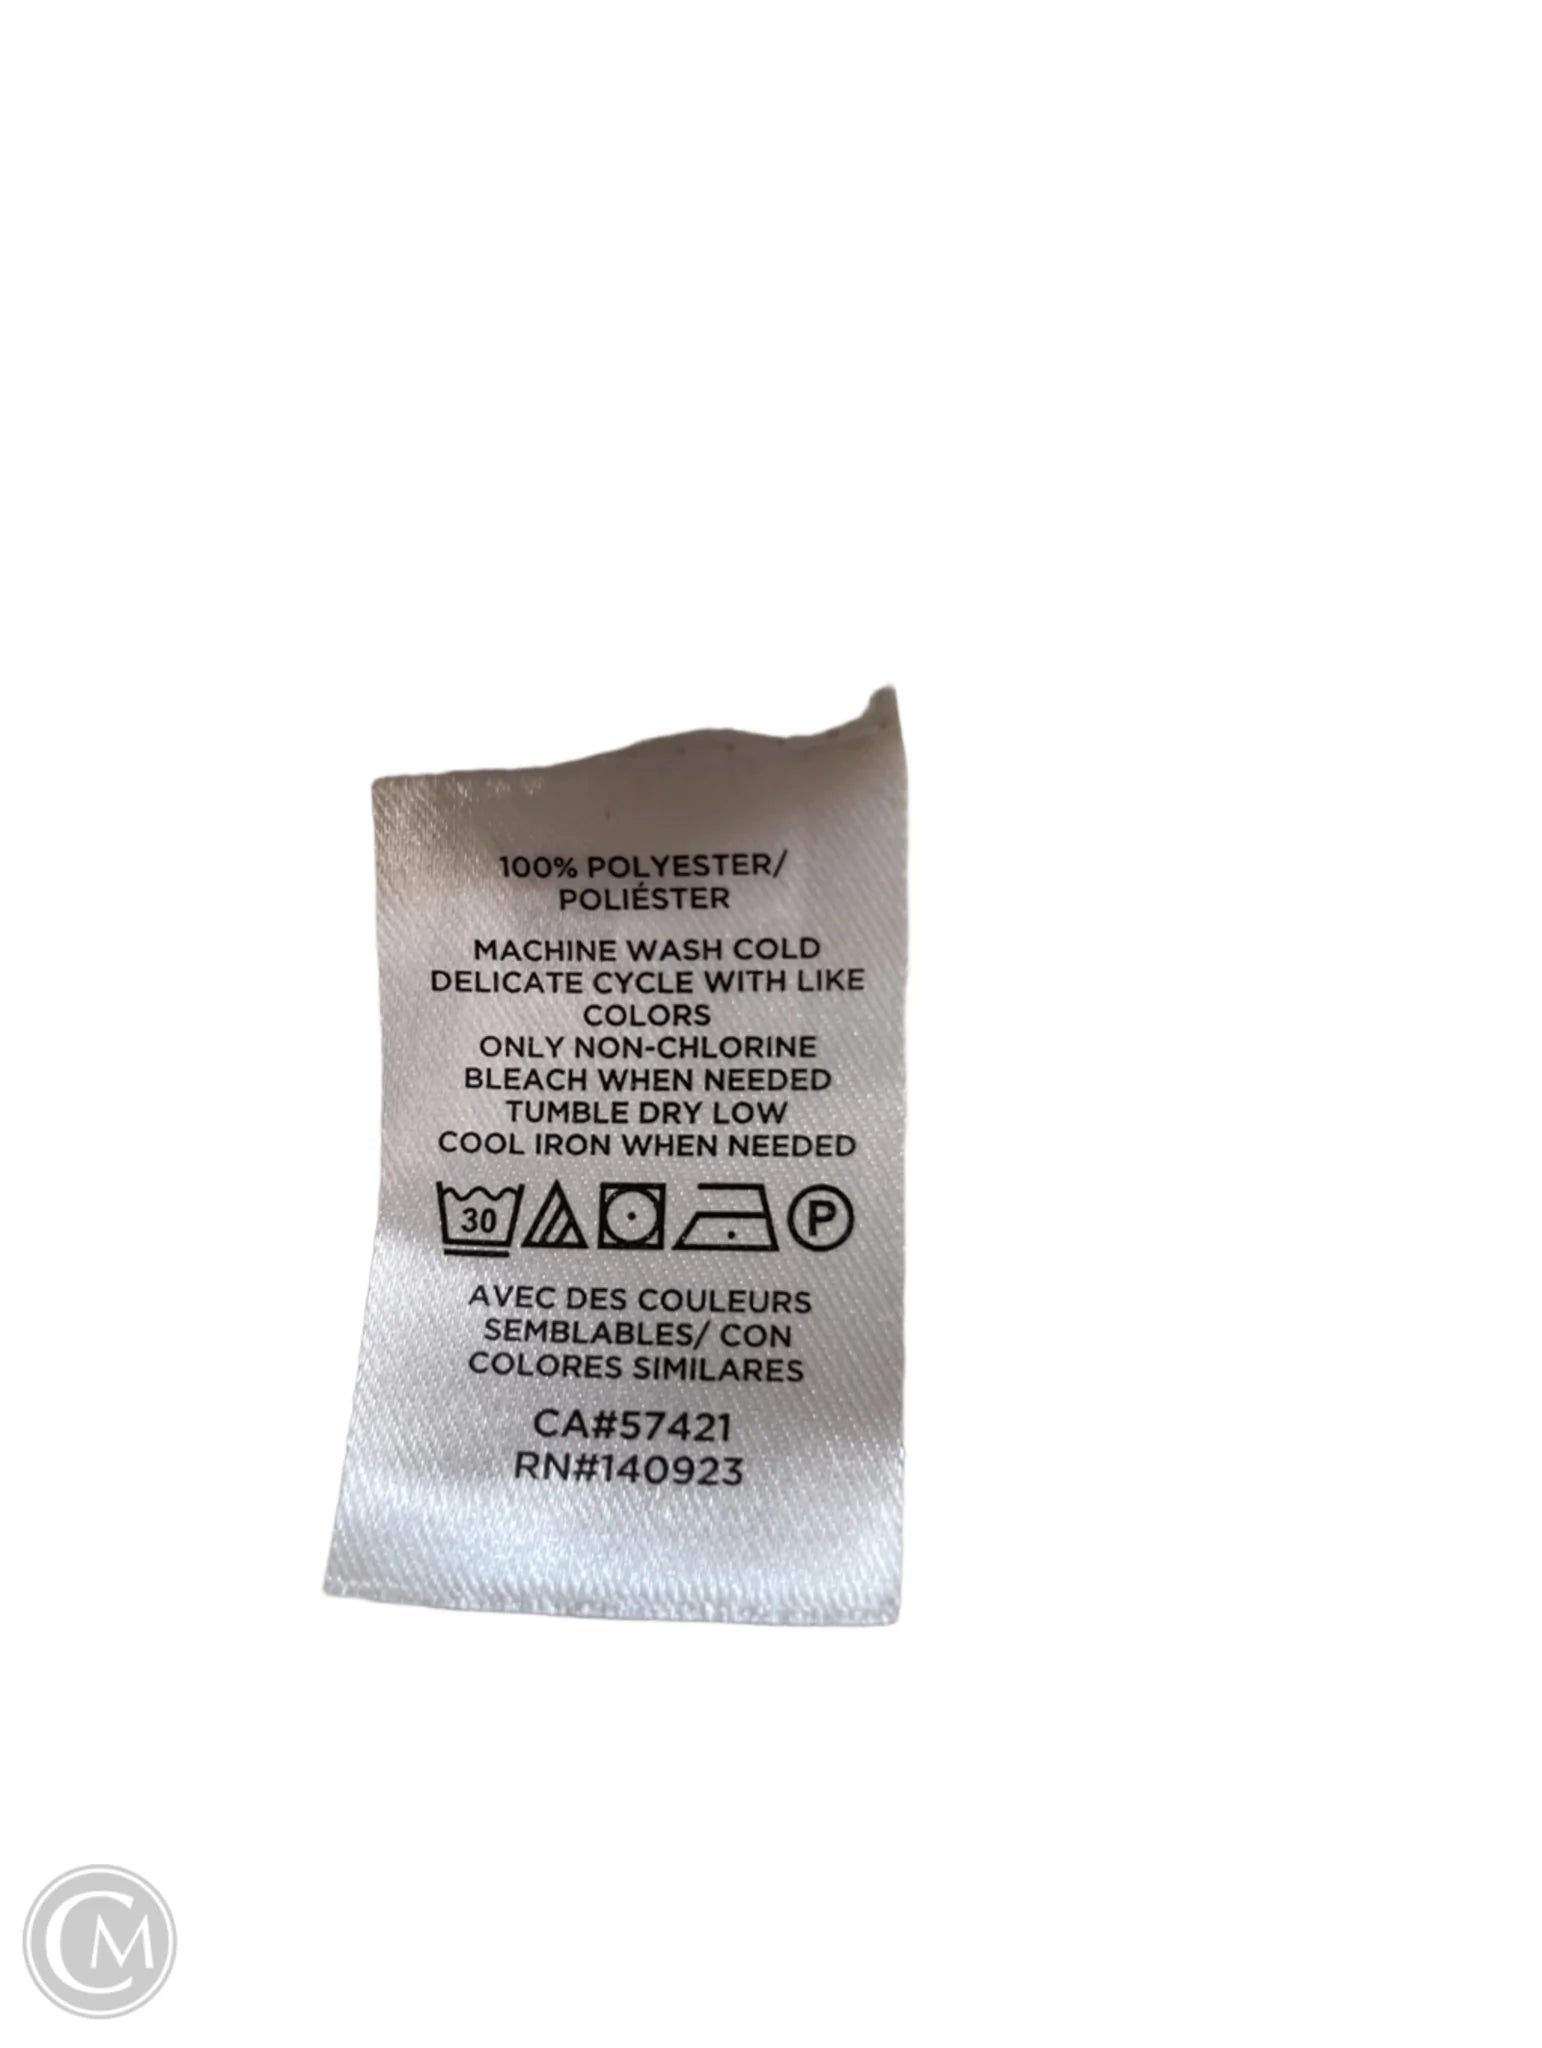 100% POLYESTER/
POLIÉSTER
MACHINE WASH COLD
DELICATE CYCLE WITH LIKE
COLORS
ONLY NON-CHLORINE
BLEACH WHEN NEEDED
TUMBLE DRY LOW
COOL IRON WHEN NEEDED
30 P
AVEC DES COULEURS
SEMBLABLES/ CON
COLORES SIMILARES
CA#57421
RN#140923
CM